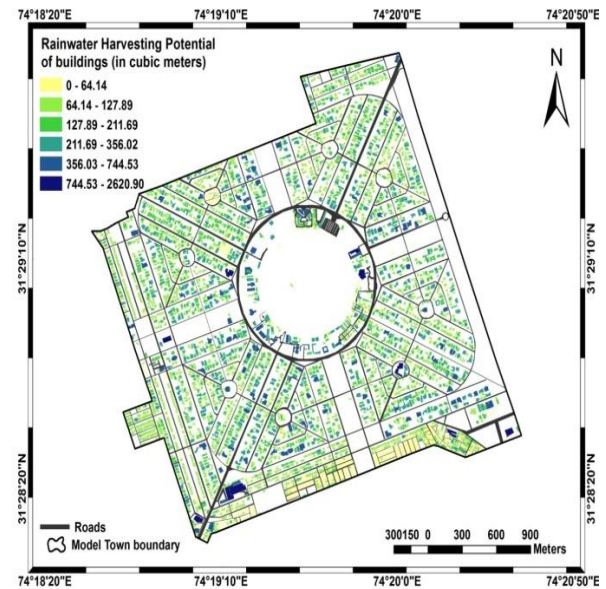 74°18'20"E 74°19'10"E 74°20'0"E 74°20'50"E
Rainwater Harvesting Potential
of buildings (in cubic meters)
0 - 64.14
64.14 - 127.89
127.89 - 211.69
211.69 - 356.02
356.03 - 744.53
744.53 - 2620.90
N
31°29'10"N 31°29'10"N
31°28'20"N 31°28'20"N
Roads
Model Town boundary
300150 0 300 600 900
Meters
74°18'20"E 74°19'10"E 74°20'0"E 74°20'50"E